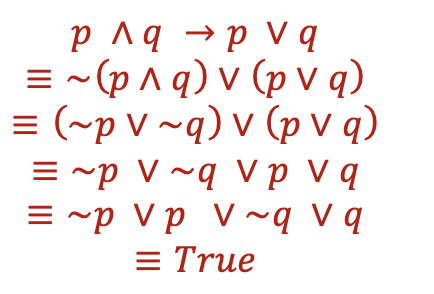 p ∧ q → p ∨ q
≡ ~(p ∧ q) ∨ (p ∨ q)
≡ (~p ∨ ~q) ∨ (p ∨ q)
≡ ~p ∨ ~q ∨ p ∨ q
≡ ~p ∨ p ∨ ~q ∨ q
≡ True